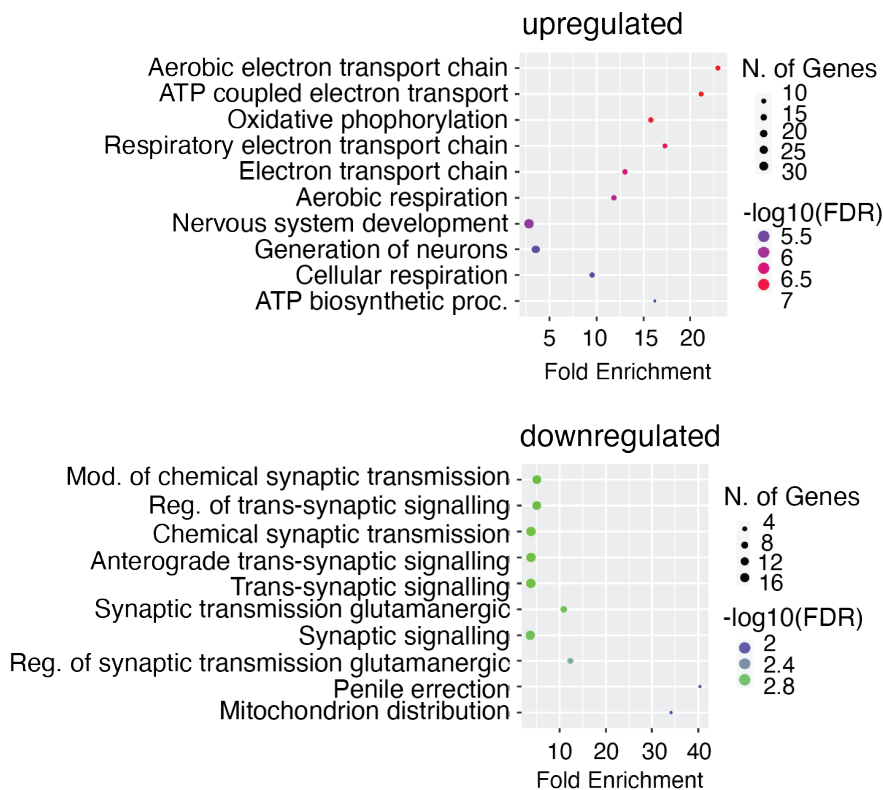 upregulated
Aerobic electron transport chain
ATP coupled electron transport
Oxidative phophorylation
Respiratory electron transport chain
Electron transport chain
Aerobic respiration
Nervous system development
Generation of neurons
Cellular respiration
ATP biosynthetic proc.
5 10 15 20
Fold Enrichment
N. of Genes
10
15
20
25
30
-log10(FDR)
5.5
6
6.5
7
downregulated
Mod. of chemical synaptic transmission
Reg. of trans-synaptic signalling
Chemical synaptic transmission
Anterograde trans-synaptic signalling
Trans-synaptic signalling
Synaptic transmission glutamanergic
Synaptic signalling
Reg. of synaptic transmission glutamanergic
Penile errection
Mitochondrion distribution
10 20 30 40
Fold Enrichment
N. of Genes
4
8
12
16
-log10(FDR)
2
2.4
2.8